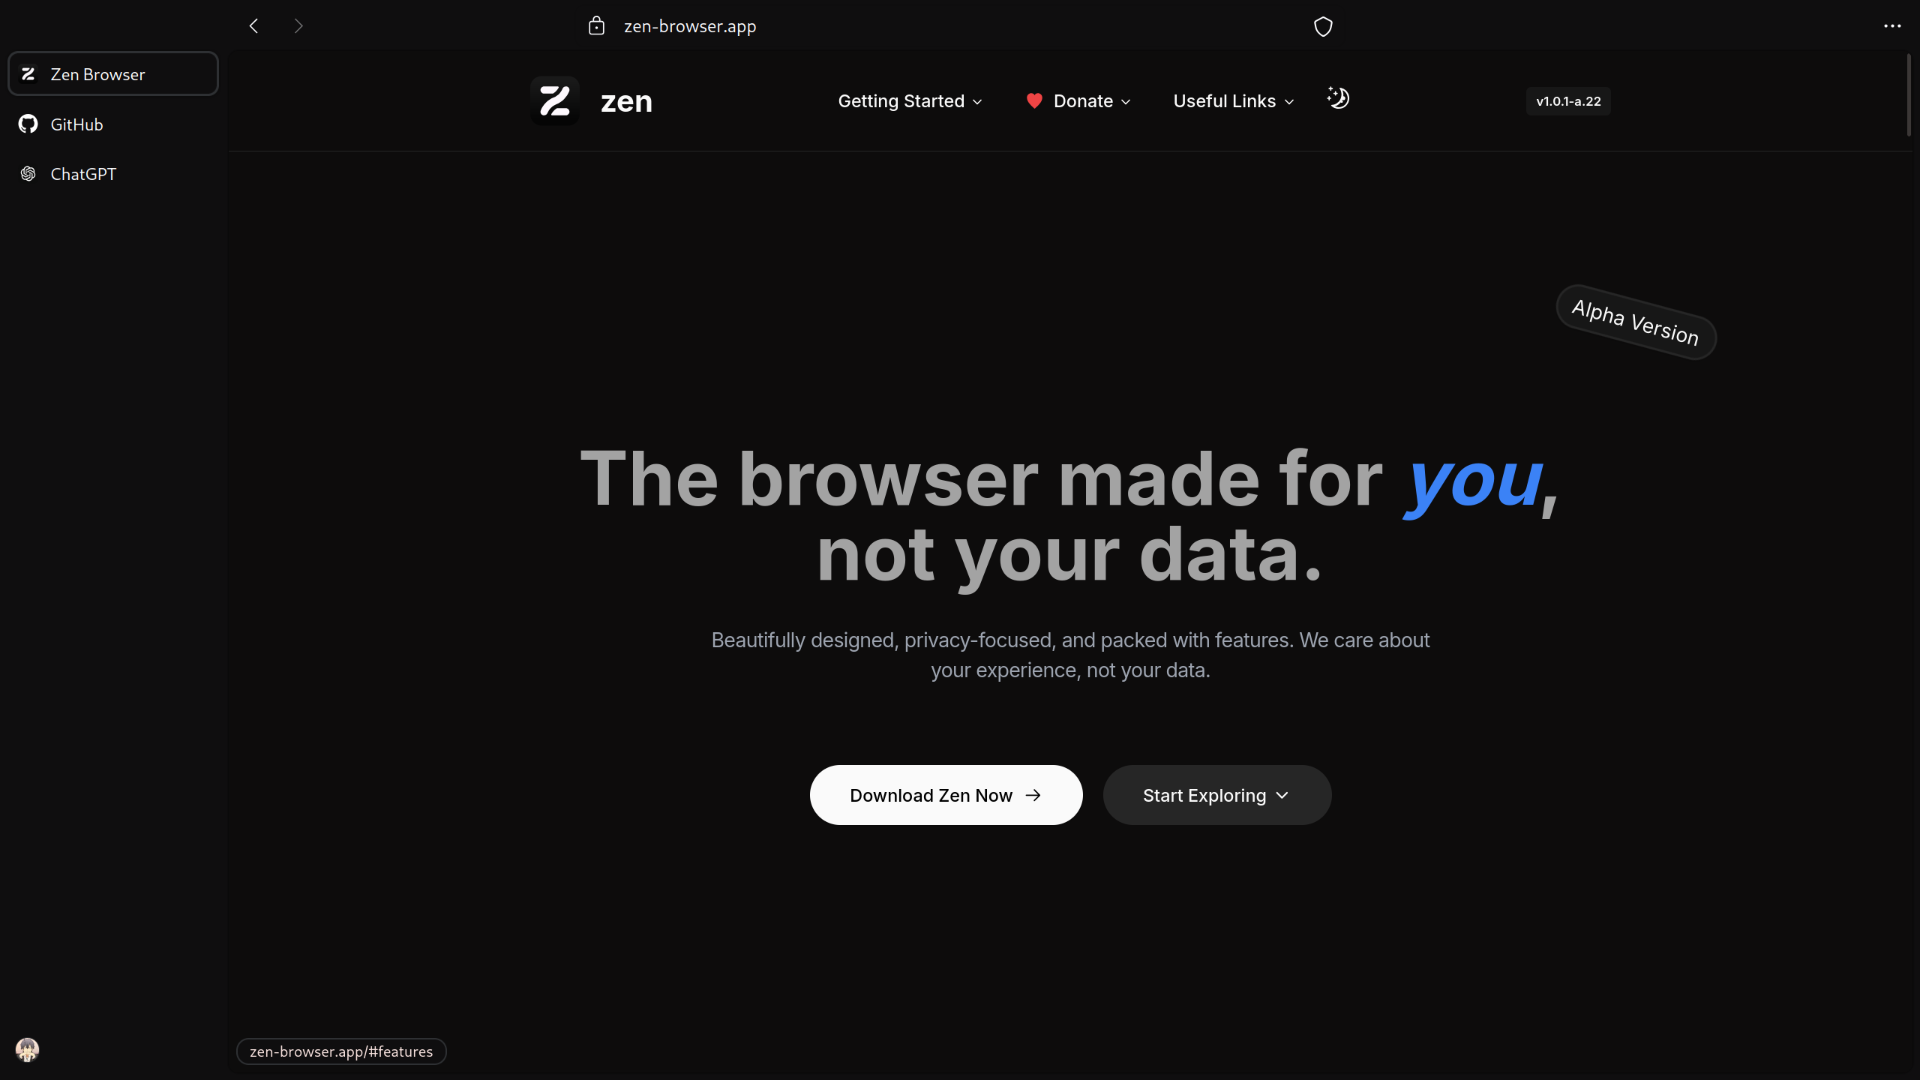 zen-browser.app
Zen Browser
GitHub
ChatGPT
zen
Getting Started
Donate
Useful Links
v1.0.1-a.22
Alpha Version
The browser made for you,
not your data.
Beautifully designed, privacy-focused, and packed with features. We care about
your experience, not your data.
Download Zen Now
Start Exploring
zen-browser.app/#features